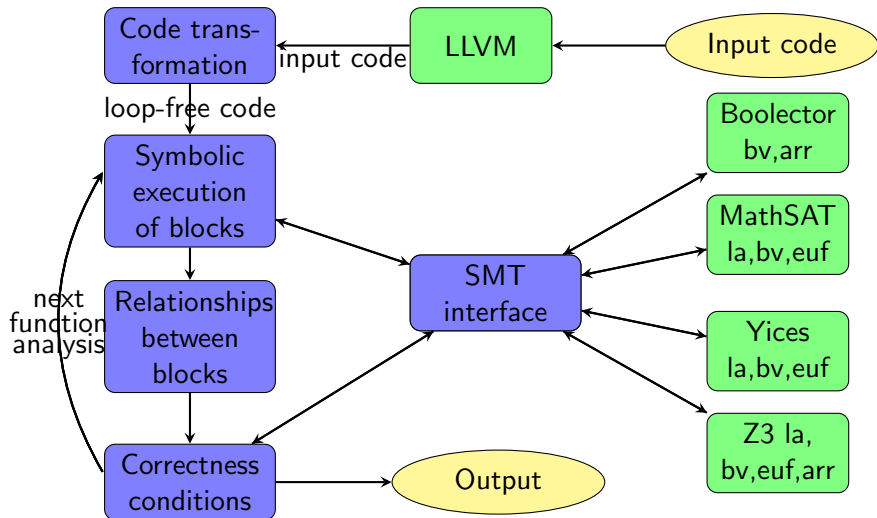 Code trans-
formation
input code
LLVM
Input code
loop-free code
Symbolic
execution
of blocks
Boolector
bv,arr
MathSAT
la,bv,euf
SMT
interface
next
function
analysis
Relationships
between
blocks
Yices
la,bv,euf
Z3 la,
bv,euf,arr
Correctness
conditions
Output